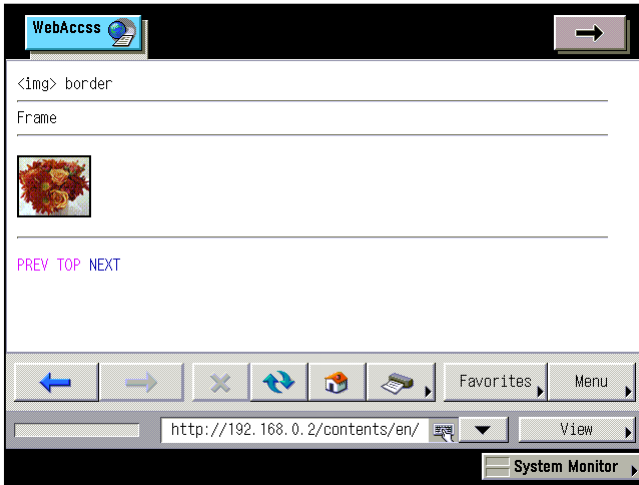 WebAccss
<img> border
Frame
PREV TOP NEXT
Favorites Menu
http://192.168.0.2/contents/en/ View
System Monitor